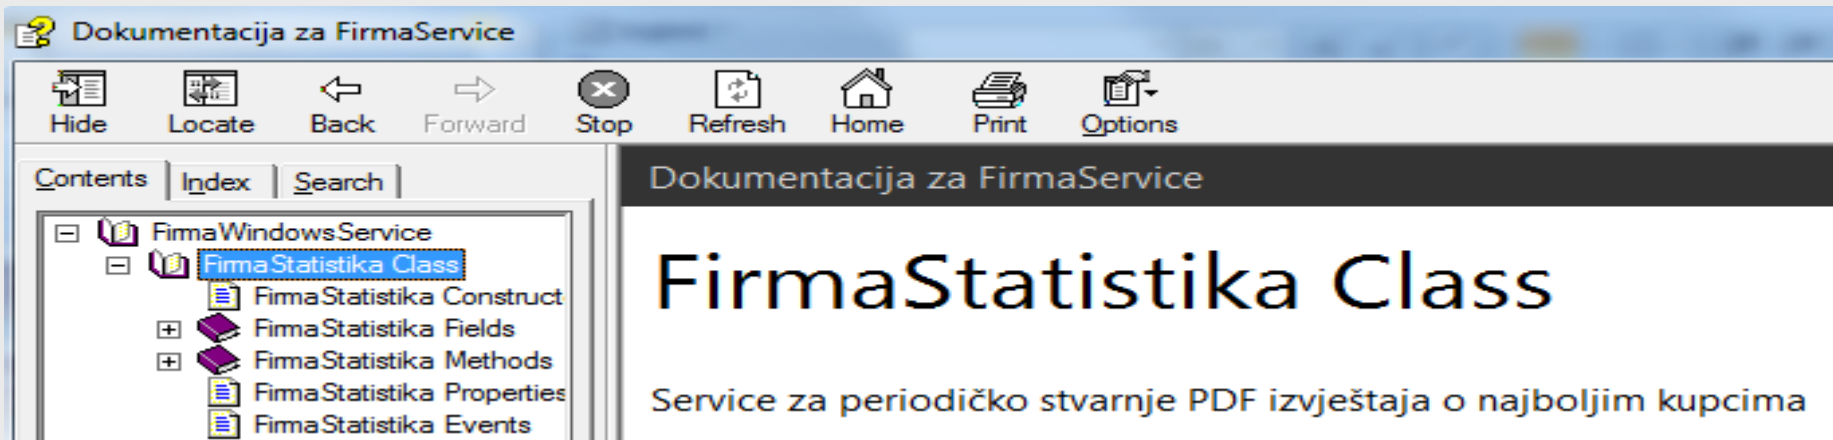 Dokumentacija za FirmaService
Hide Locate Back Forward Stop Refresh Home Print Options
Contents Index Search
Dokumentacija za FirmaService
FirmaWindowsService
FirmaStatistika Class
FirmaStatistika Construct
FirmaStatistika Fields
FirmaStatistika Methods
FirmaStatistika Properties
FirmaStatistika Events
FirmaStatistika Class
Service za periodičko stvarnje PDF izvještaja o najboljim kupcima